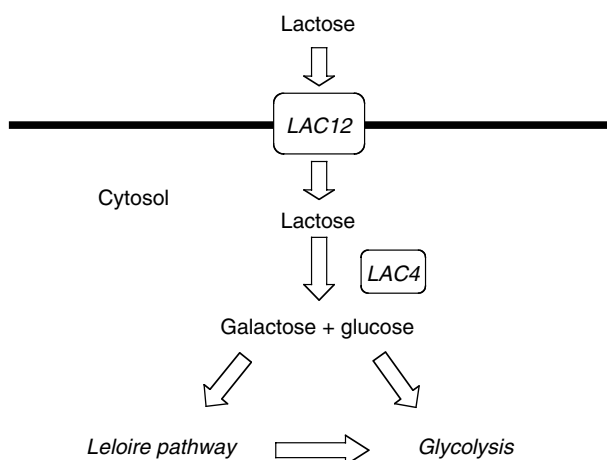 Lactose
LAC12
Cytosol
Lactose
LAC4
Galactose + glucose
Leloire pathway
Glycolysis